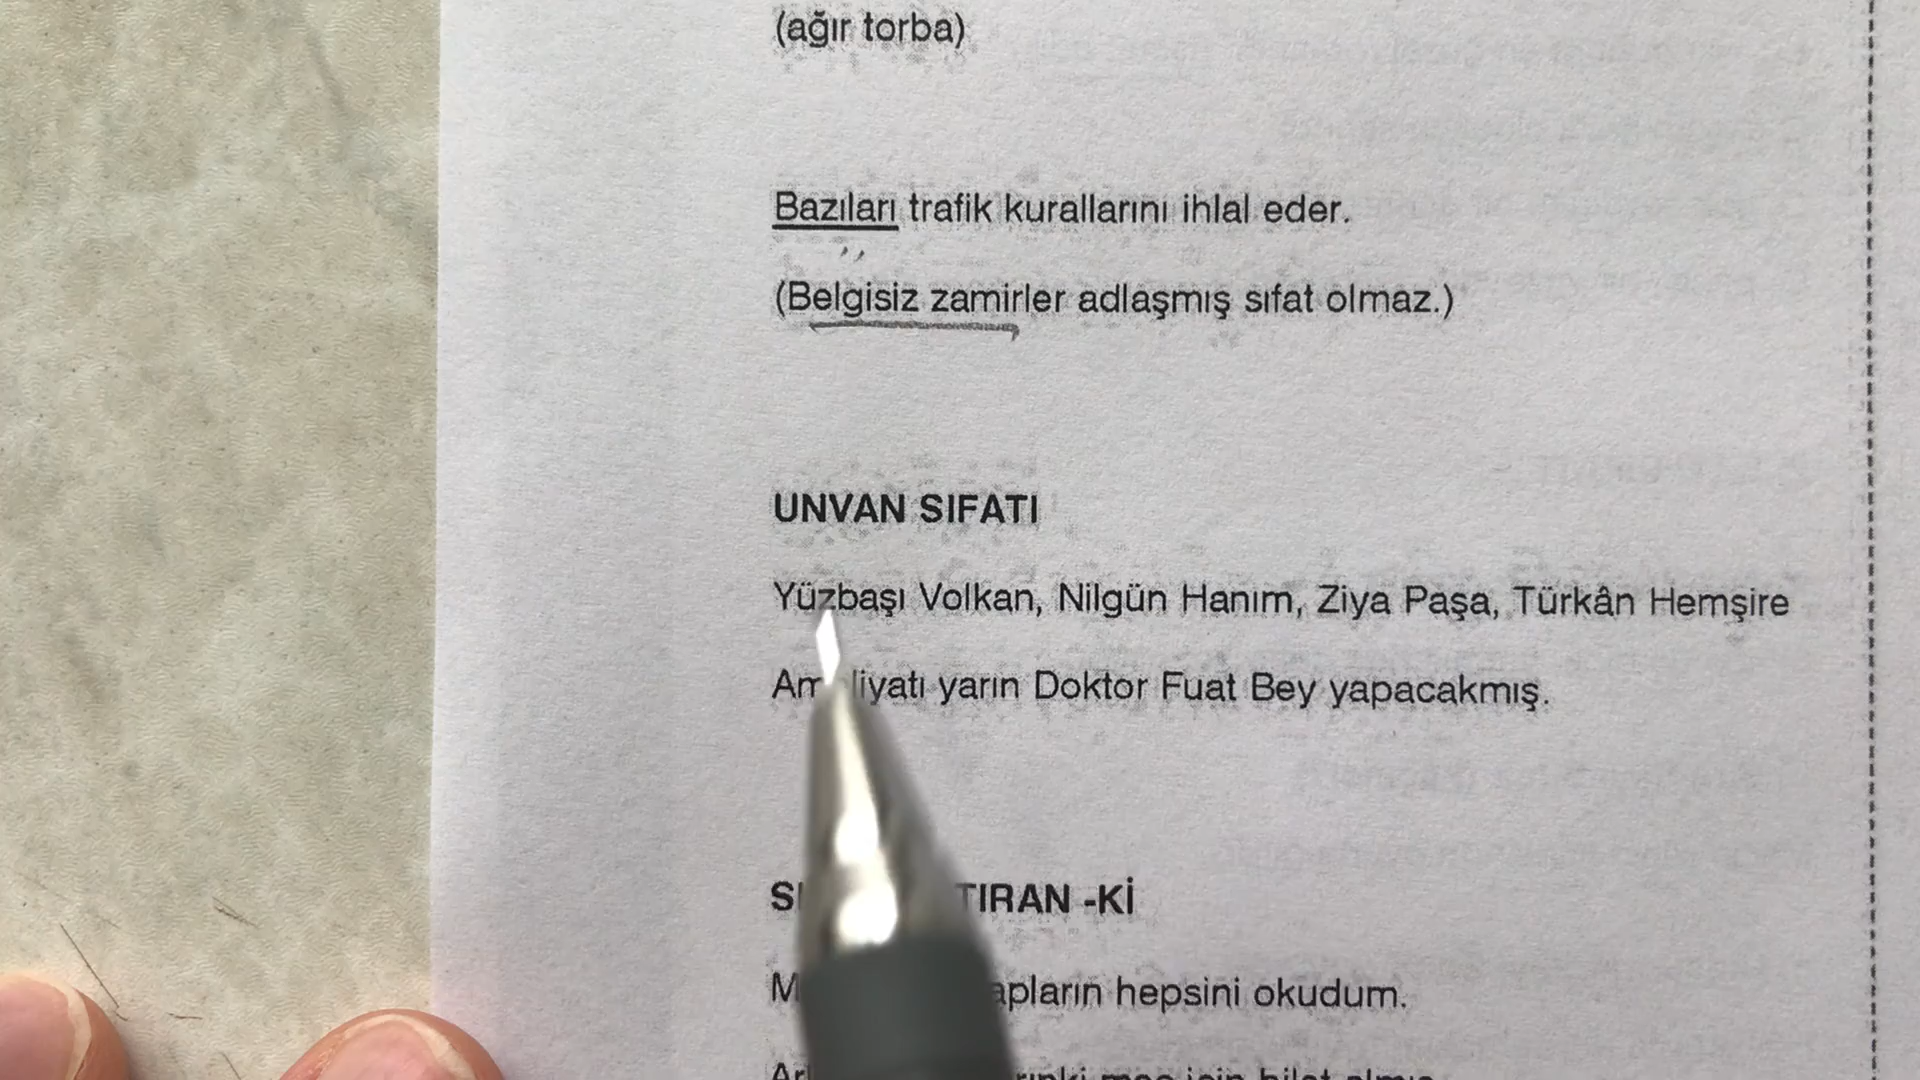 (ağır torba)
Bazıları trafik kurallarını ihlal eder.
(Belgisiz zamirler adlaşmış sıfat olmaz.)
UNVAN SIFATI
Yüzbaşı Volkan, Nilgün Hanım, Ziya Paşa, Türkân Hemşire
yarın Doktor Fuat Bey yapacakmış.
-Kİ
hepsini okudum.